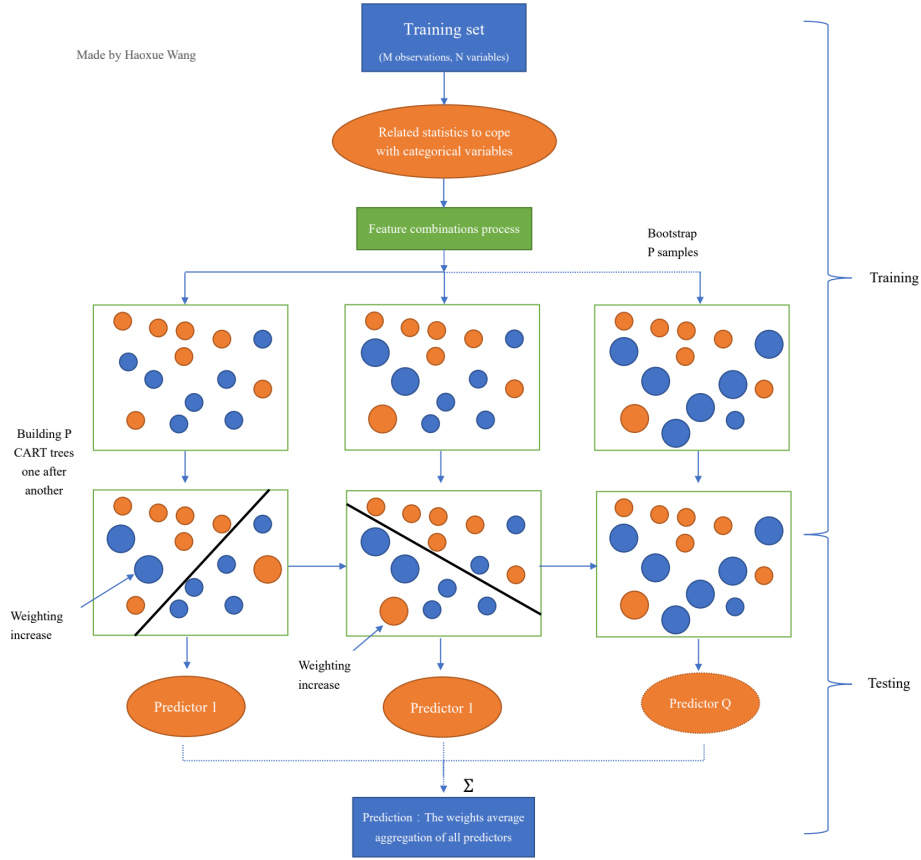 Training set
(M observations, N variables)
Made by Haoxue Wang
Related statistics to cope
with categorical variables
Feature combinations process
Bootstrap
P samples
Training
Building P
CART trees
one after
another
Weighting
increase
Weighting
increase
Testing
Predictor 1
Predictor 1
Predictor Q
Σ
Prediction：The weights average
aggregation of all predictors